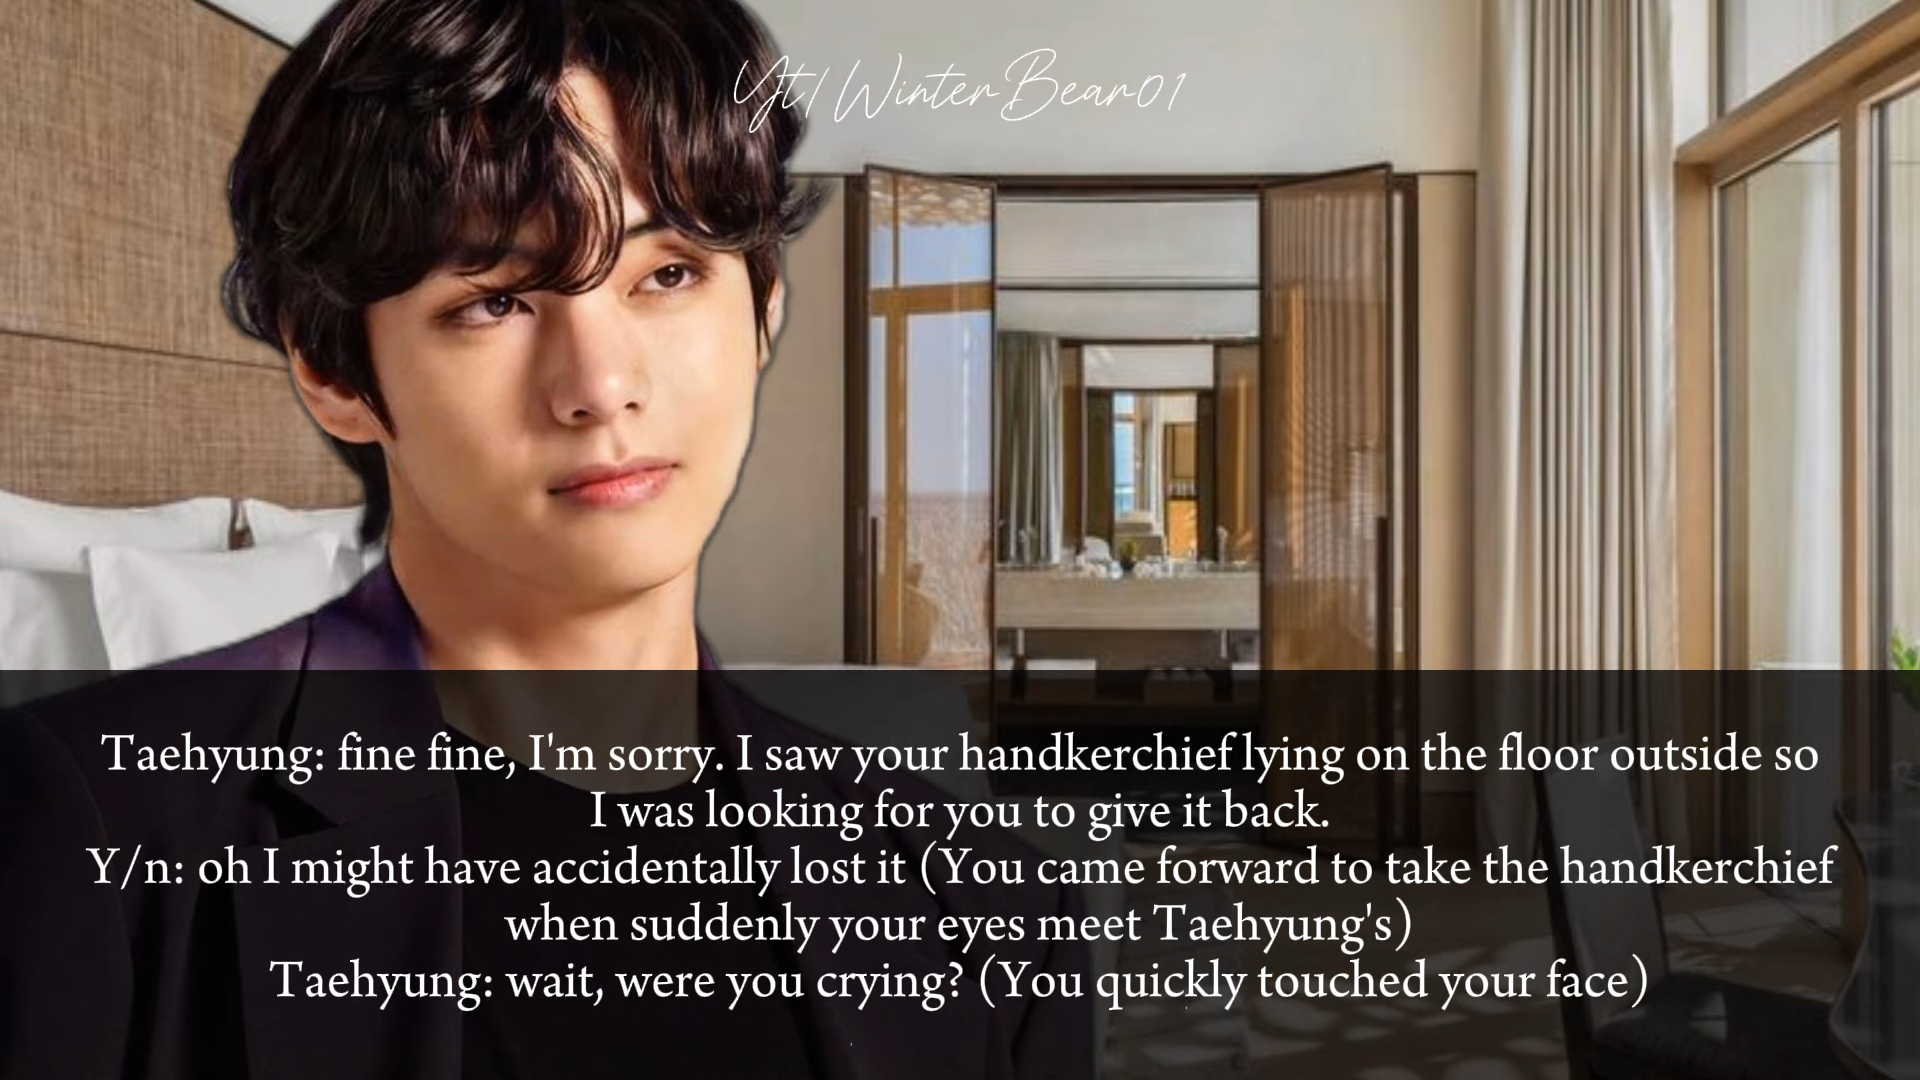 Yt/WinterBear01
Taehyung: fine fine, I'm sorry. I saw your handkerchief lying on the floor outside so
I was looking for you to give it back.
Y/n: oh I might have accidentally lost it (You came forward to take the handkerchief
when suddenly your eyes meet Taehyung's)
Taehyung: wait, were you crying? (You quickly touched your face)